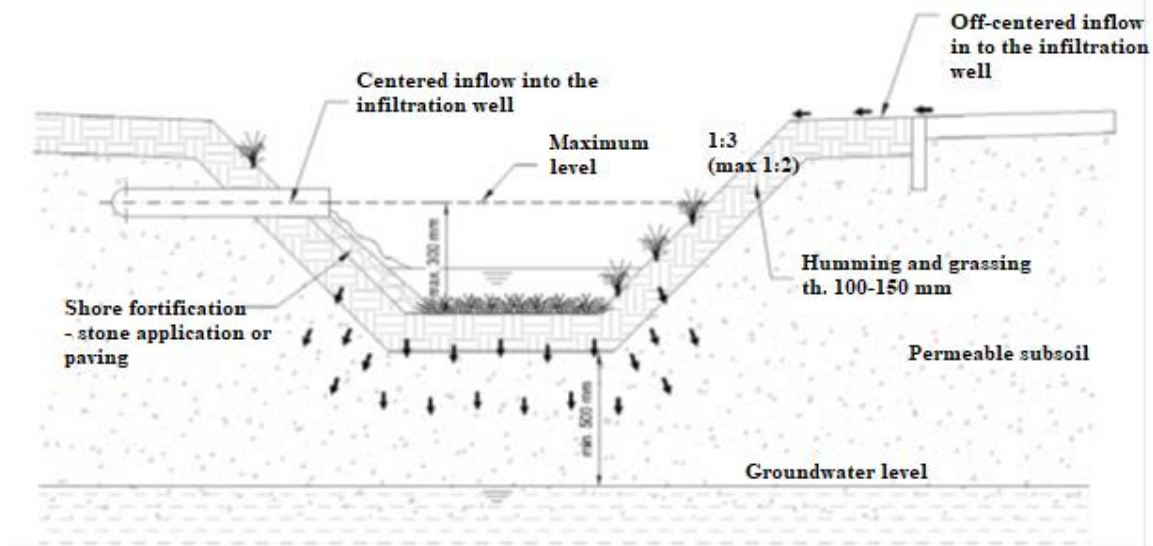 Off-centered inflow
in to the infiltration
well
Centered inflow into the
infiltration well
Maximum
level
1:3
(max 1:2)
max. 300 mm
Humming and grassing
th. 100-150 mm
Shore fortification
- stone application or
paving
Permeable subsoil
min. 500 mm
Groundwater level